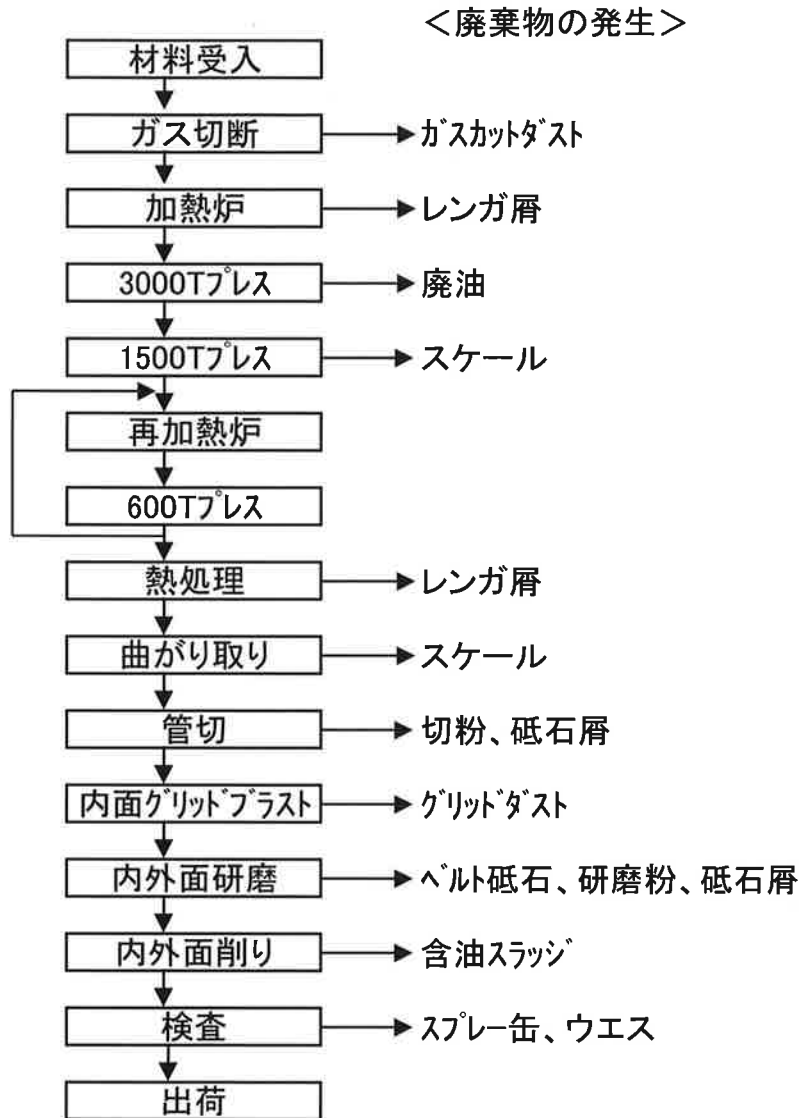 ＜廃棄物の発生＞
材料受入
ガス切断 ｶﾞｽｶｯﾄﾀﾞｽﾄ
加熱炉 レンガ屑
3000Tﾌﾟﾚｽ 廃油
1500Tﾌﾟﾚｽ スケール
再加熱炉
600Tﾌﾟﾚｽ
熱処理 レンガ屑
曲がり取り スケール
管切 切粉、砥石屑
内面ｸﾞﾘｯﾄﾞﾌﾞﾗｽﾄ ｸﾞﾘｯﾄﾞﾀﾞｽﾄ
内外面研磨 ﾍﾞﾙﾄ砥石、研磨粉、砥石屑
内外面削り 含油ｽﾗｯｼﾞ
検査 ｽﾌﾟﾚｰ缶、ウエス
出荷